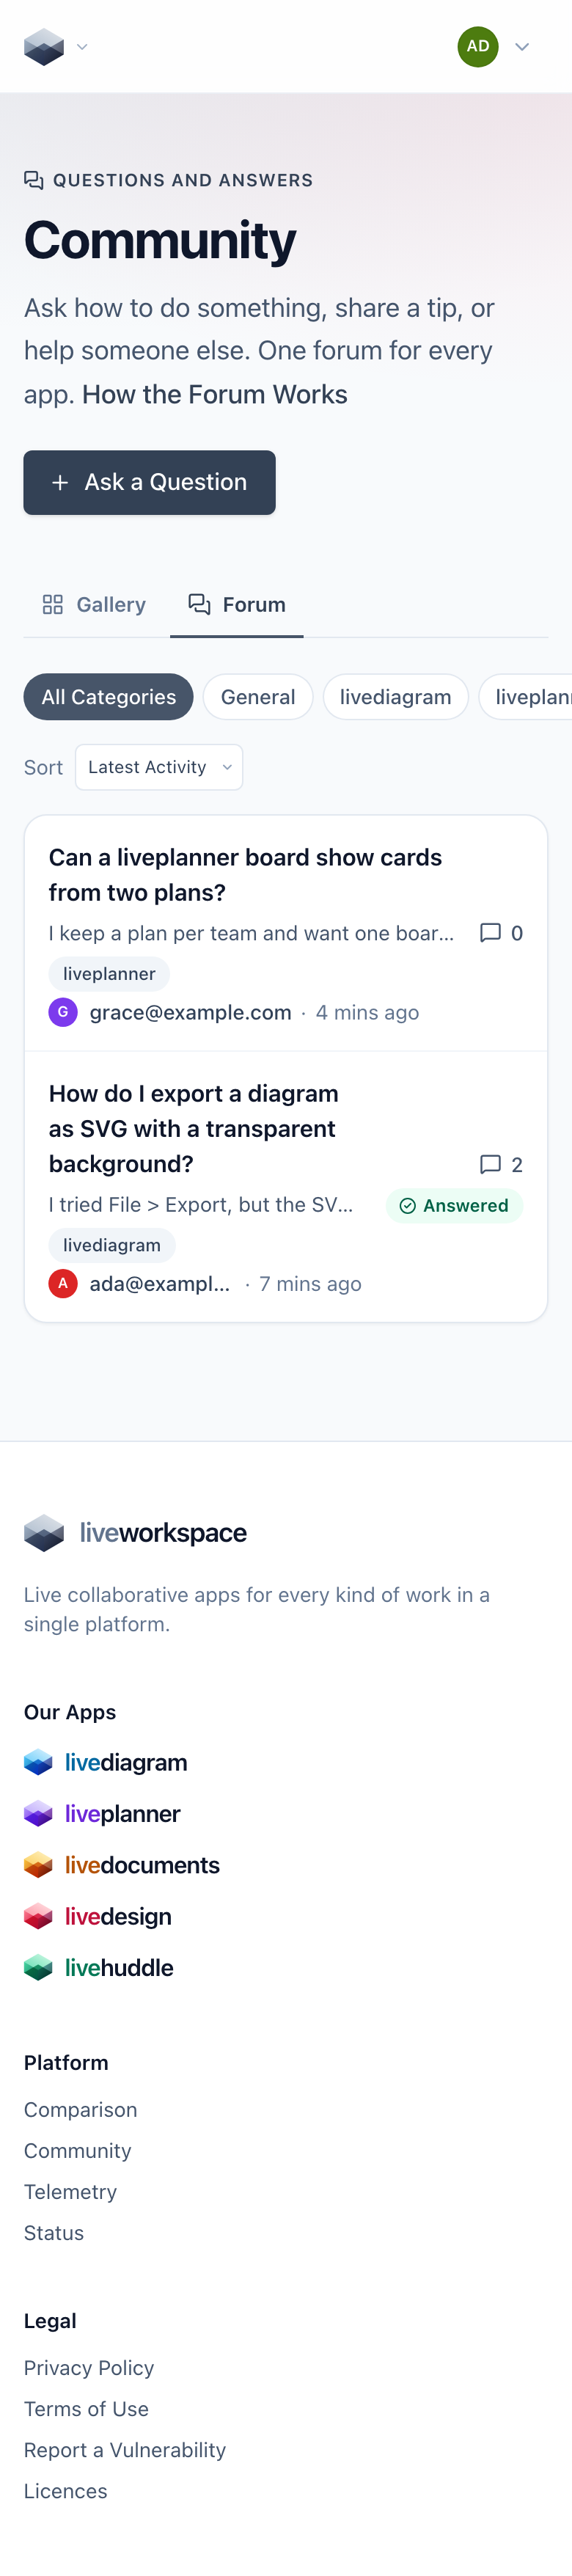 AD
QUESTIONS AND ANSWERS
Community
Ask how to do something, share a tip, or
help someone else. One forum for every
app. How the Forum Works
Ask a Question
Gallery
Forum
All Categories
General
livediagram
liveplan
Sort
Latest Activity
Can a liveplanner board show cards
from two plans?
I keep a plan per team and want one boar...
0
liveplanner
G
grace@example.com · 4 mins ago
How do I export a diagram
as SVG with a transparent
background?
2
I tried File > Export, but the SV...
Answered
livediagram
A
ada@exampl... · 7 mins ago
liveworkspace
Live collaborative apps for every kind of work in a
single platform.
Our Apps
livediagram
liveplanner
livedocuments
livedesign
livehuddle
Platform
Comparison
Community
Telemetry
Status
Legal
Privacy Policy
Terms of Use
Report a Vulnerability
Licences